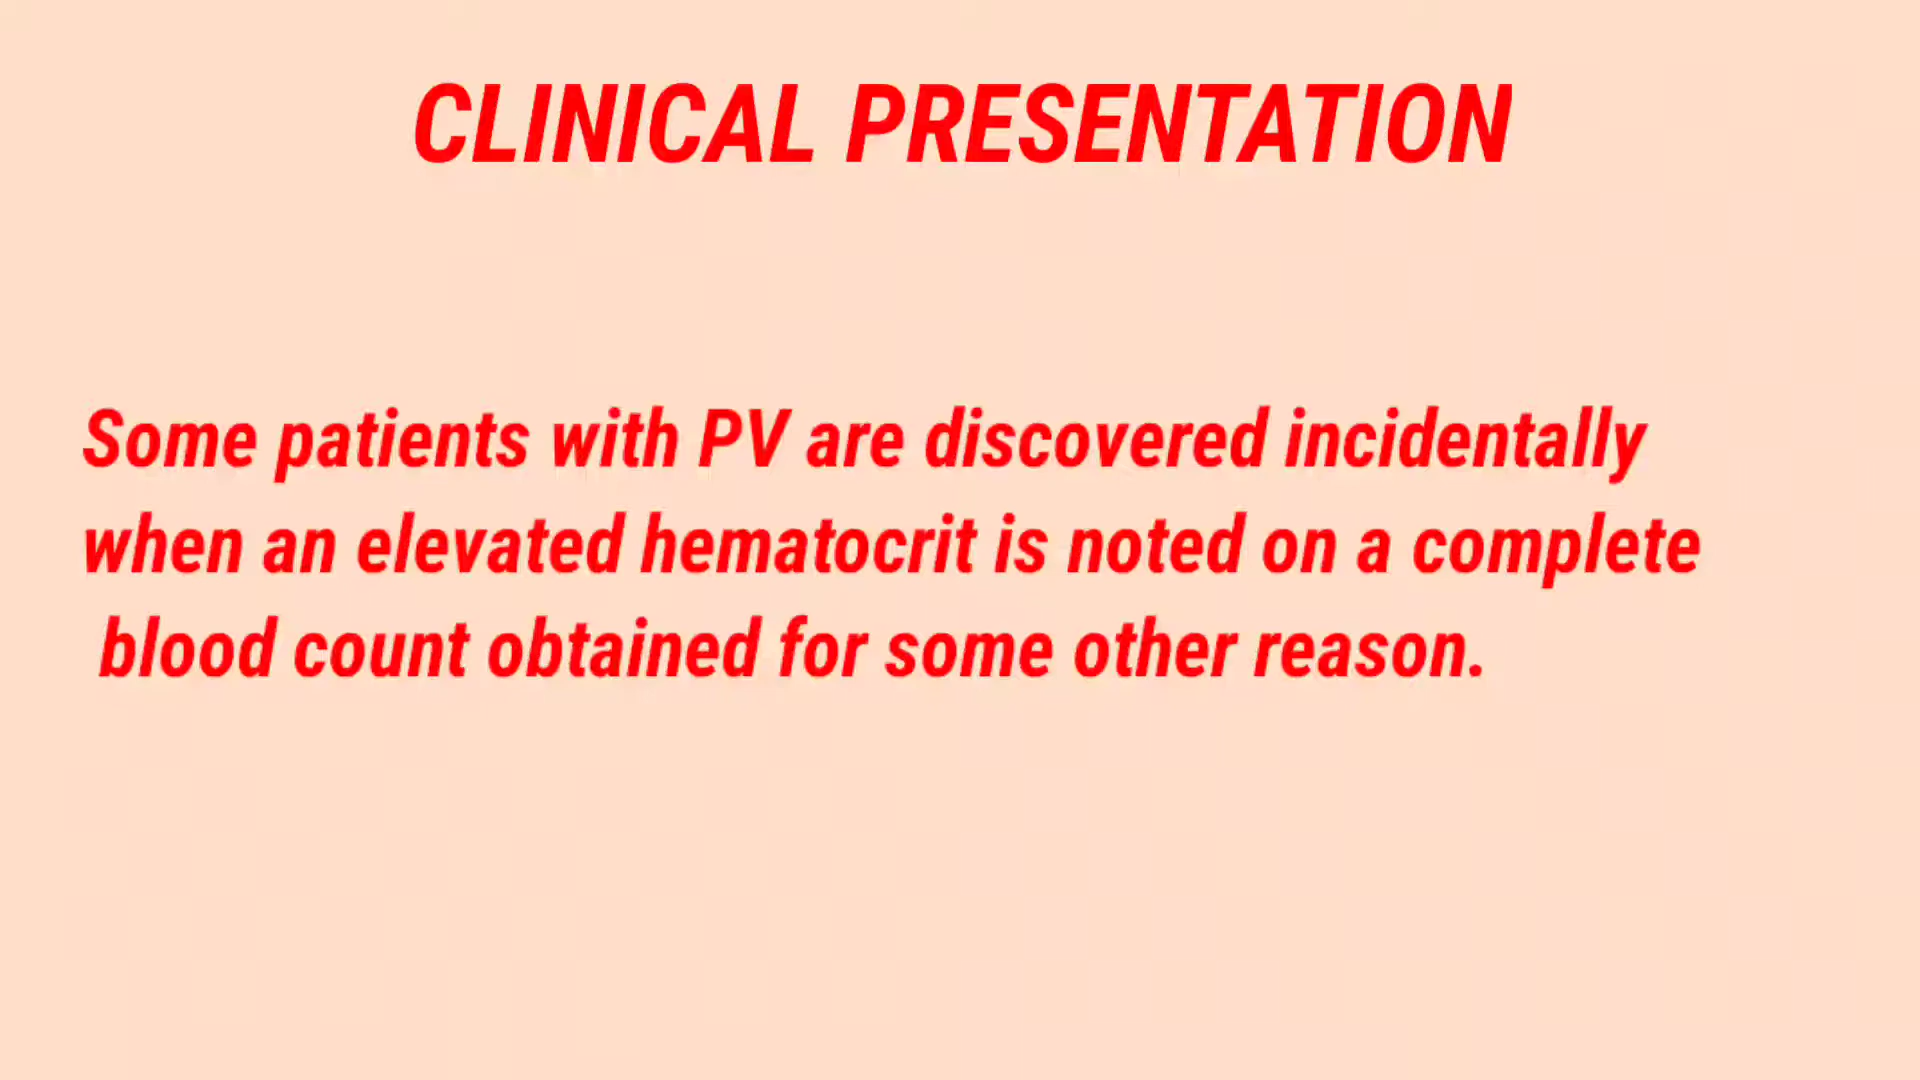 CLINICAL PRESENTATION
Some patients with PV are discovered incidentally
when an elevated hematocrit is noted on a complete
blood count obtained for some other reason.